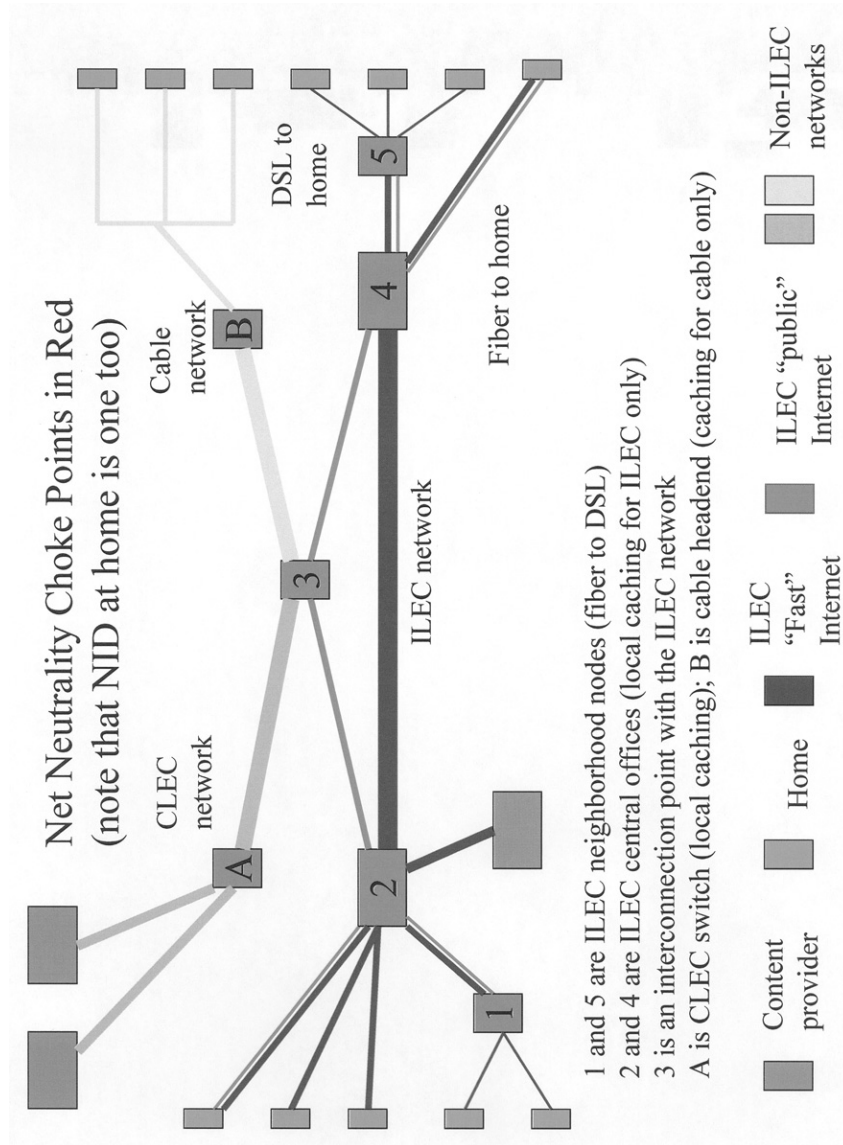 Net Neutrality Choke Points in Red
(note that NID at home is one too)
CLEC
network
Cable
network
DSL to
home
A
B
3
2
4
5
1
ILEC network
Fiber to home
1 and 5 are ILEC neighborhood nodes (fiber to DSL)
2 and 4 are ILEC central offices (local caching for ILEC only)
3 is an interconnection point with the ILEC network
A is CLEC switch (local caching); B is cable headend (caching for cable only)
Content
provider
Home
ILEC
“Fast”
Internet
ILEC “public”
Internet
Non-ILEC
networks